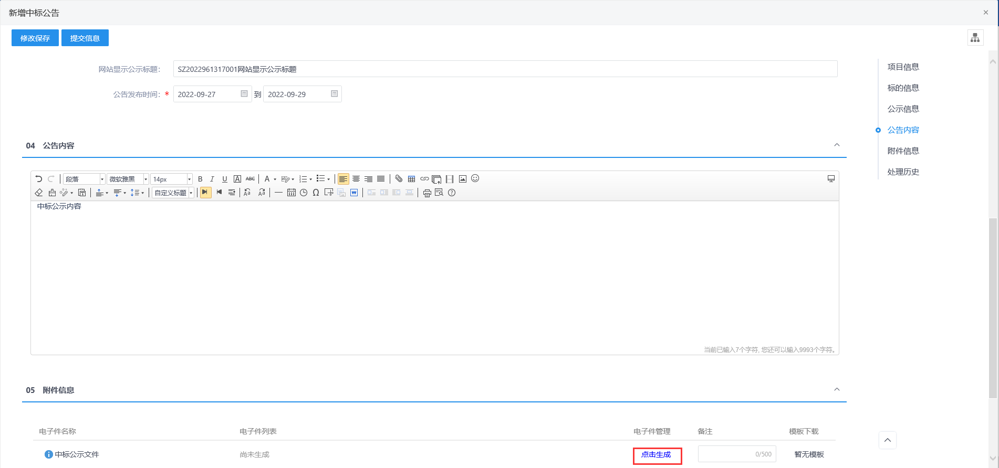 新增中标公告
修改保存 提交信息
网站显示公示标题： SZ2022961317001网站显示公示标题
公告发布时间：* 2022-09-27 到 2022-09-29
项目信息
标的信息
公示信息
公告内容
附件信息
处理历史
04 公告内容
段落 微软雅黑 14px B I U A ABC A
自定义标题
中标公示内容
当前已输入7个字符, 您还可以输入9993个字符。
05 附件信息
电子件名称 电子件列表 电子件管理 备注 模板下载
中标公示文件 尚未生成 点击生成 0/500 暂无模板